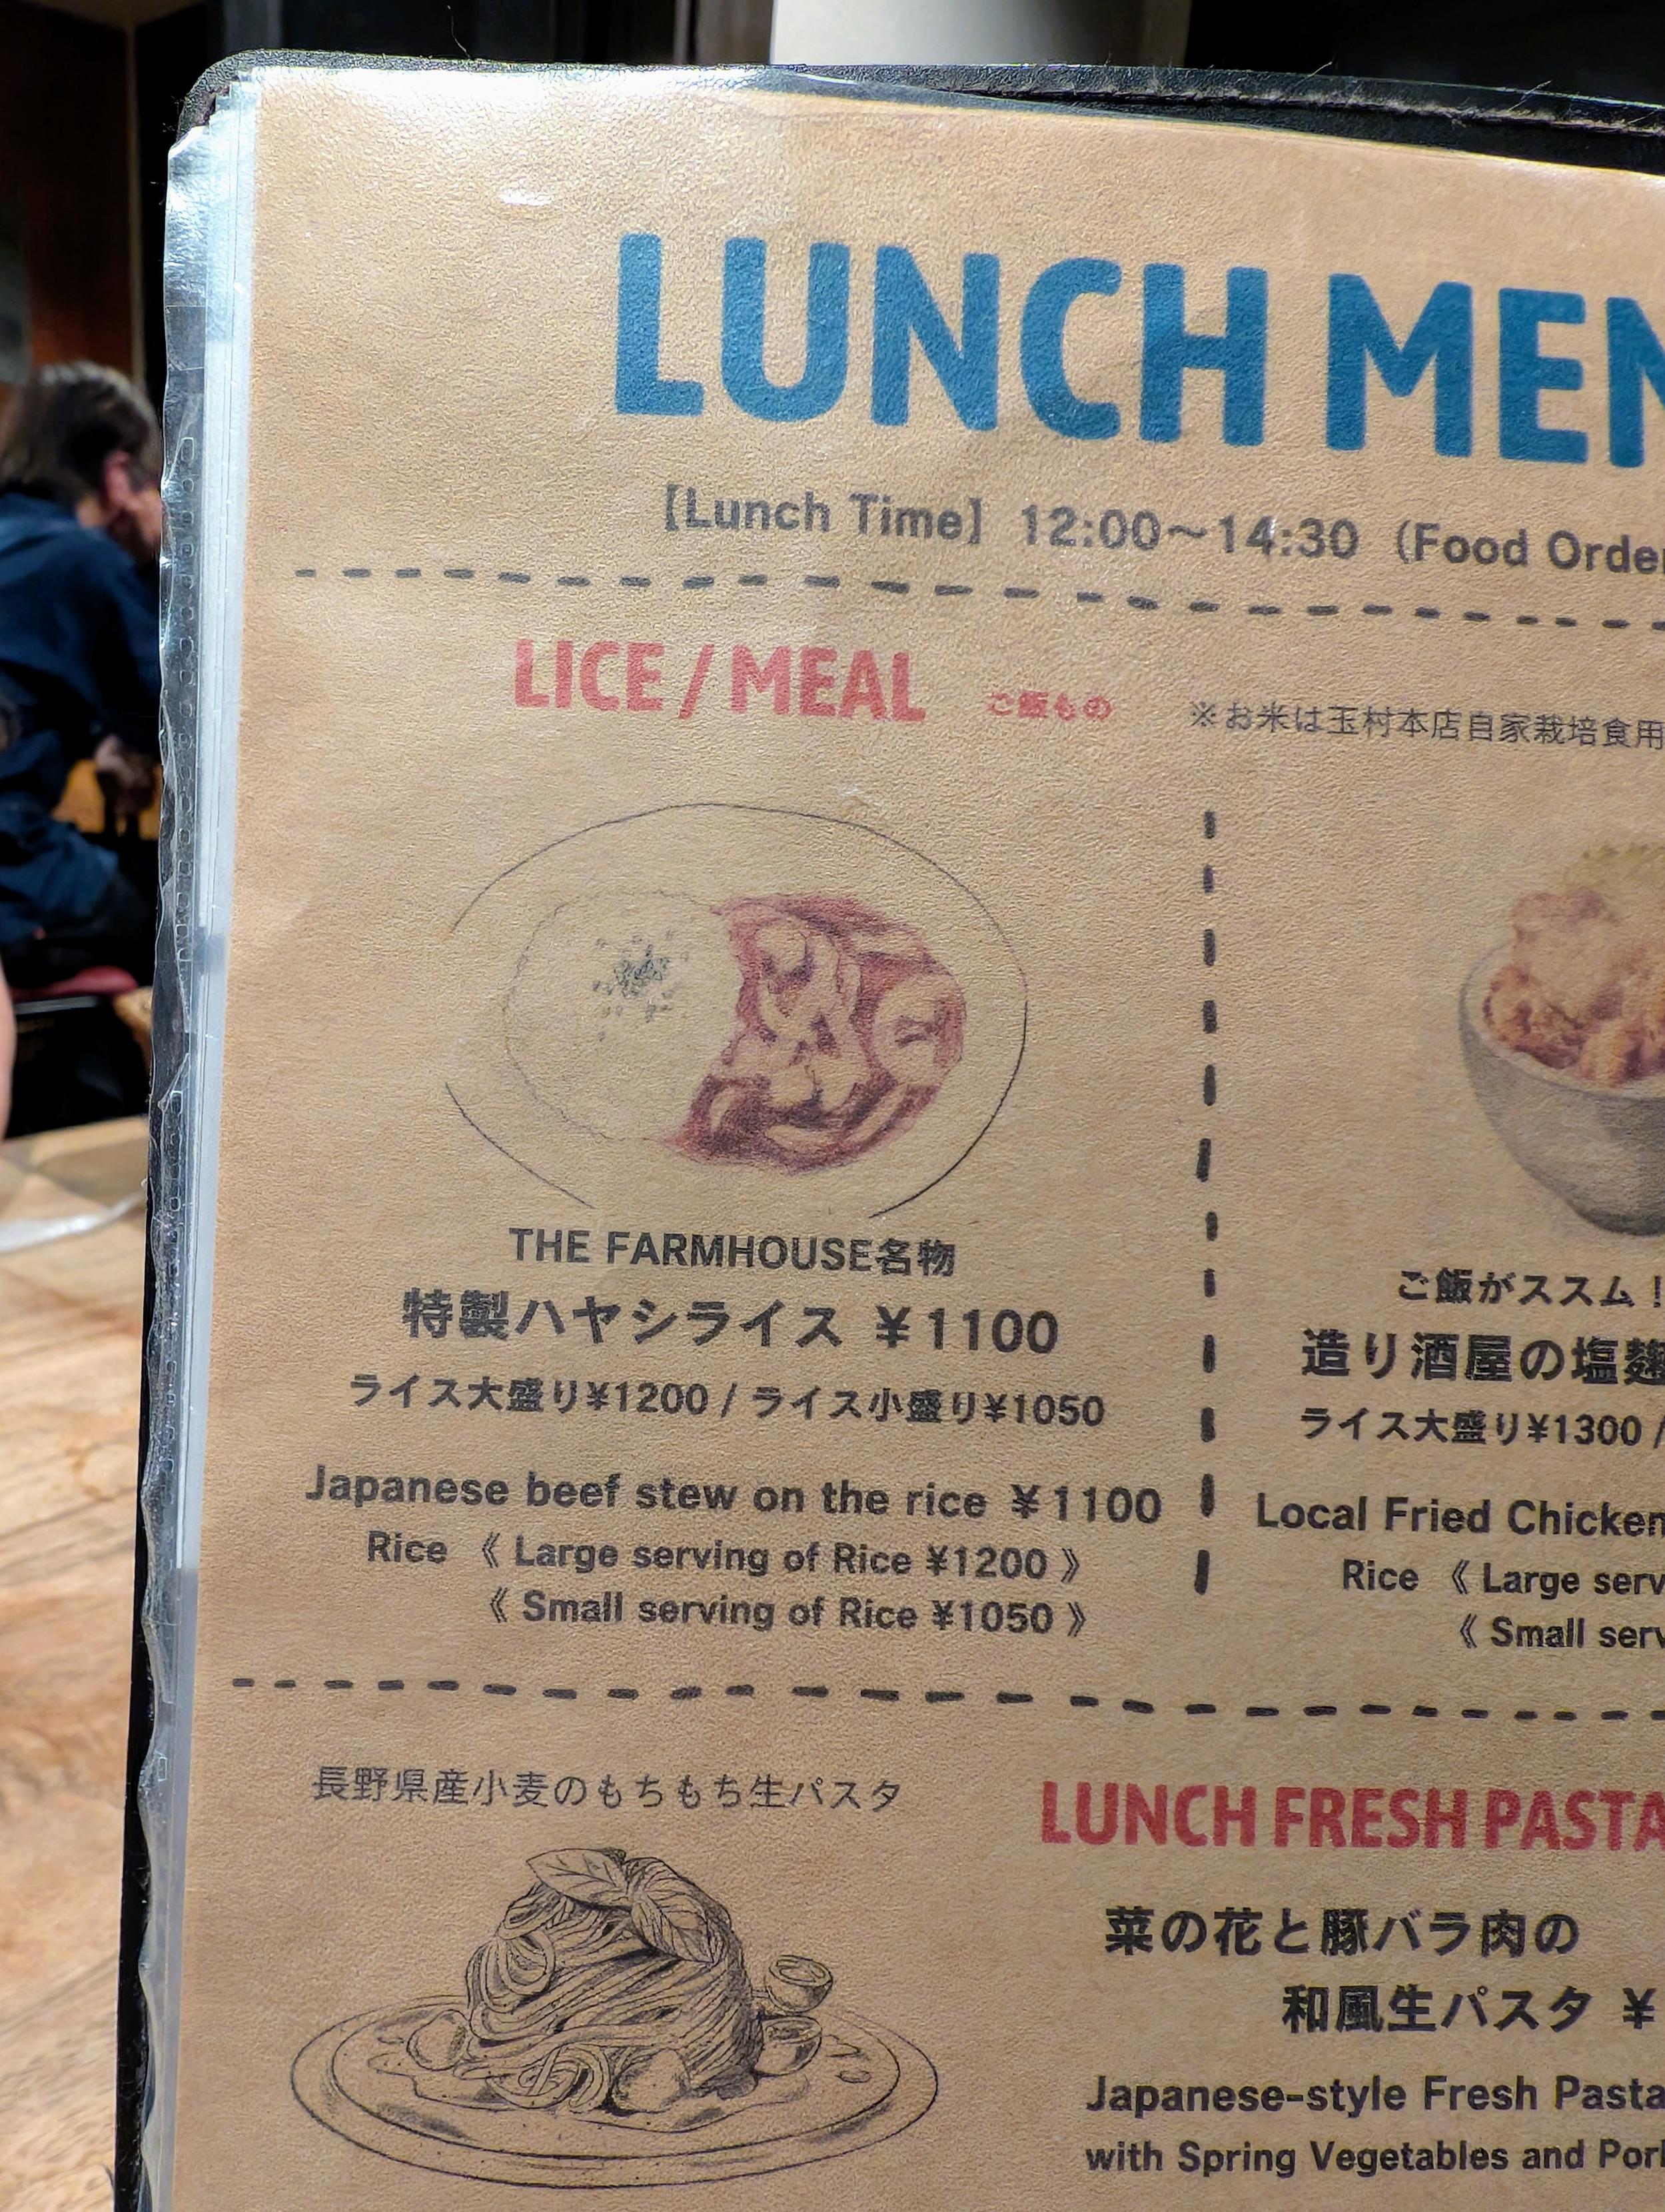 LUNCH MEN
【Lunch Time】 12:00～14:30 (Food Order
LICE / MEAL ご飯もの ※お米は玉村本店自家栽培食用
THE FARMHOUSE名物
特製ハヤシライス ￥1100
ライス大盛り¥1200 / ライス小盛り¥1050
Japanese beef stew on the rice ￥1100
Rice 《 Large serving of Rice ¥1200 》
《 Small serving of Rice ¥1050 》
ご飯がススム！
造り酒屋の塩麹
ライス大盛り¥1300 /
Local Fried Chicken
Rice 《 Large serv
《 Small serv
長野県産小麦のもちもち生パスタ
LUNCH FRESH PASTA
菜の花と豚バラ肉の
和風生パスタ ￥
Japanese-style Fresh Pasta
with Spring Vegetables and Pork